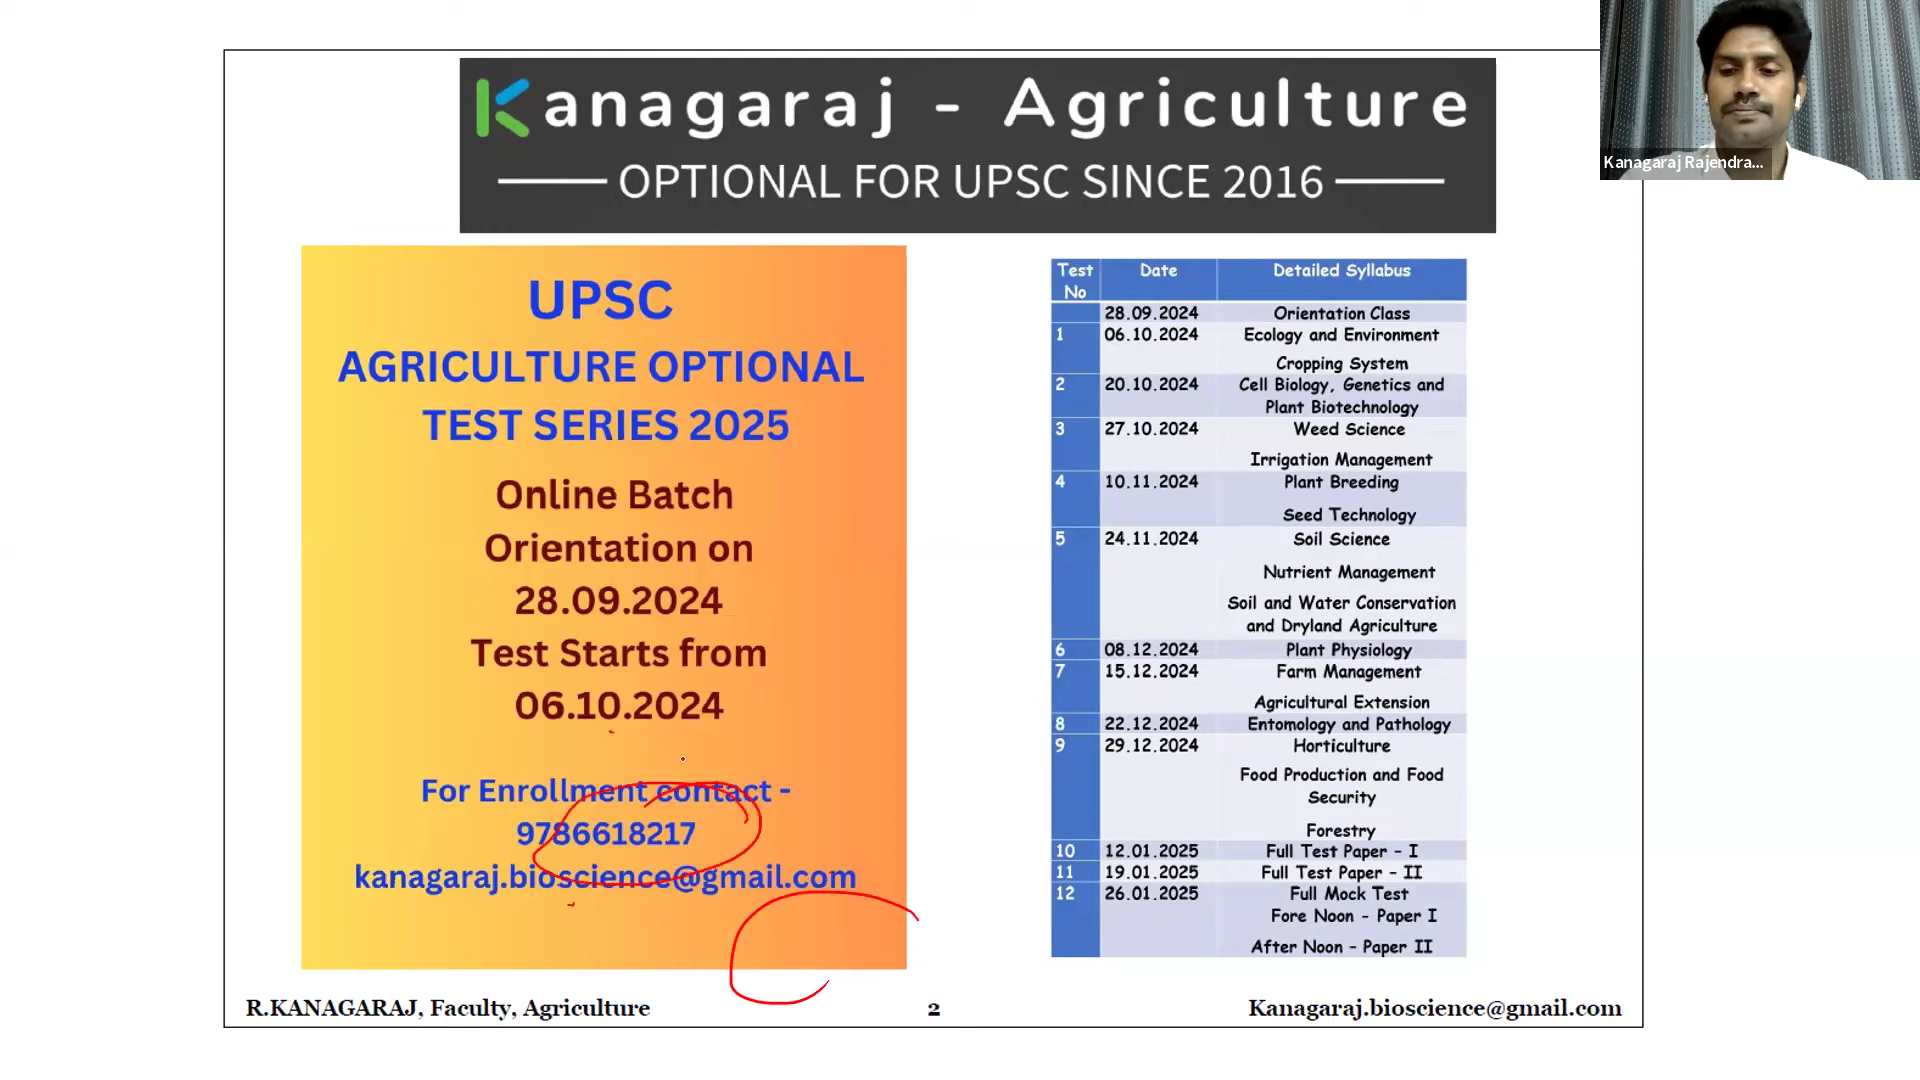 Kanagaraj - Agriculture
OPTIONAL FOR UPSC SINCE 2016
Kanagaraj Rajendra...
UPSC
AGRICULTURE OPTIONAL
TEST SERIES 2025
Online Batch
Orientation on
28.09.2024
Test Starts from
06.10.2024
For Enrollment contact -
9786618217
kanagaraj.bioscience@gmail.com
Test No Date Detailed Syllabus
28.09.2024 Orientation Class
1 06.10.2024 Ecology and Environment
Cropping System
2 20.10.2024 Cell Biology, Genetics and
Plant Biotechnology
3 27.10.2024 Weed Science
Irrigation Management
4 10.11.2024 Plant Breeding
Seed Technology
5 24.11.2024 Soil Science
Nutrient Management
Soil and Water Conservation
and Dryland Agriculture
6 08.12.2024 Plant Physiology
7 15.12.2024 Farm Management
Agricultural Extension
8 22.12.2024 Entomology and Pathology
9 29.12.2024 Horticulture
Food Production and Food
Security
Forestry
10 12.01.2025 Full Test Paper - I
11 19.01.2025 Full Test Paper - II
12 26.01.2025 Full Mock Test
Fore Noon - Paper I
After Noon - Paper II
R.KANAGARAJ, Faculty, Agriculture 2 Kanagaraj.bioscience@gmail.com